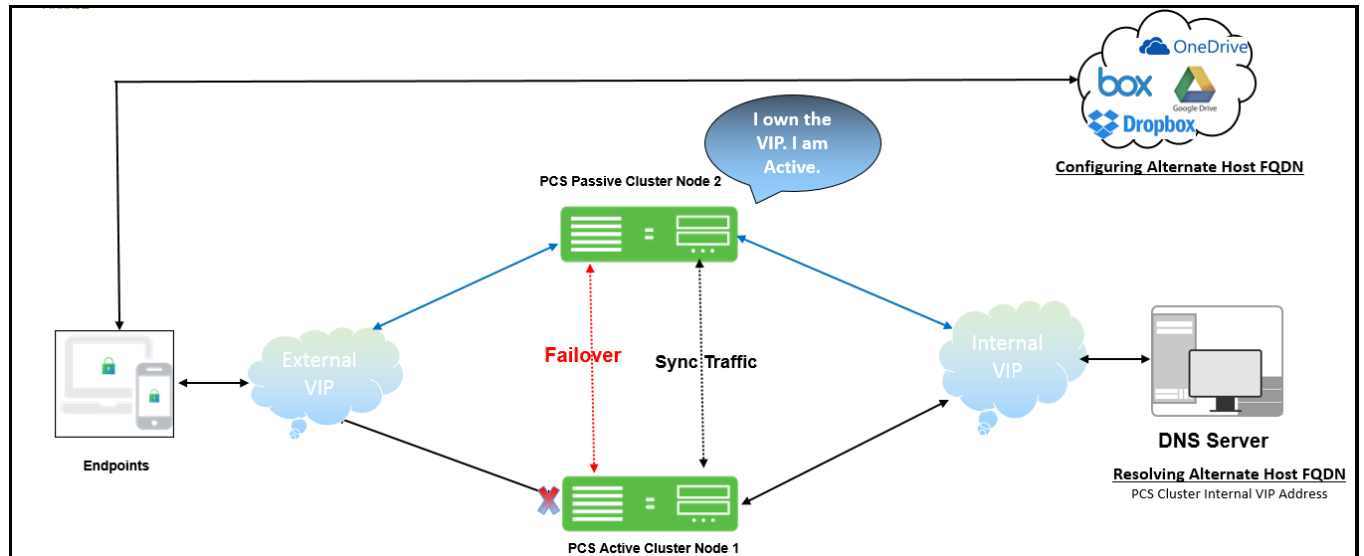 OneDrive
box
Google Drive
Dropbox
Configuring Alternate Host FQDN
I own the
VIP. I am
Active.
PCS Passive Cluster Node 2
External
VIP
Failover
Sync Traffic
Internal
VIP
Endpoints
DNS Server
Resolving Alternate Host FQDN
PCS Cluster Internal VIP Address
X
PCS Active Cluster Node 1